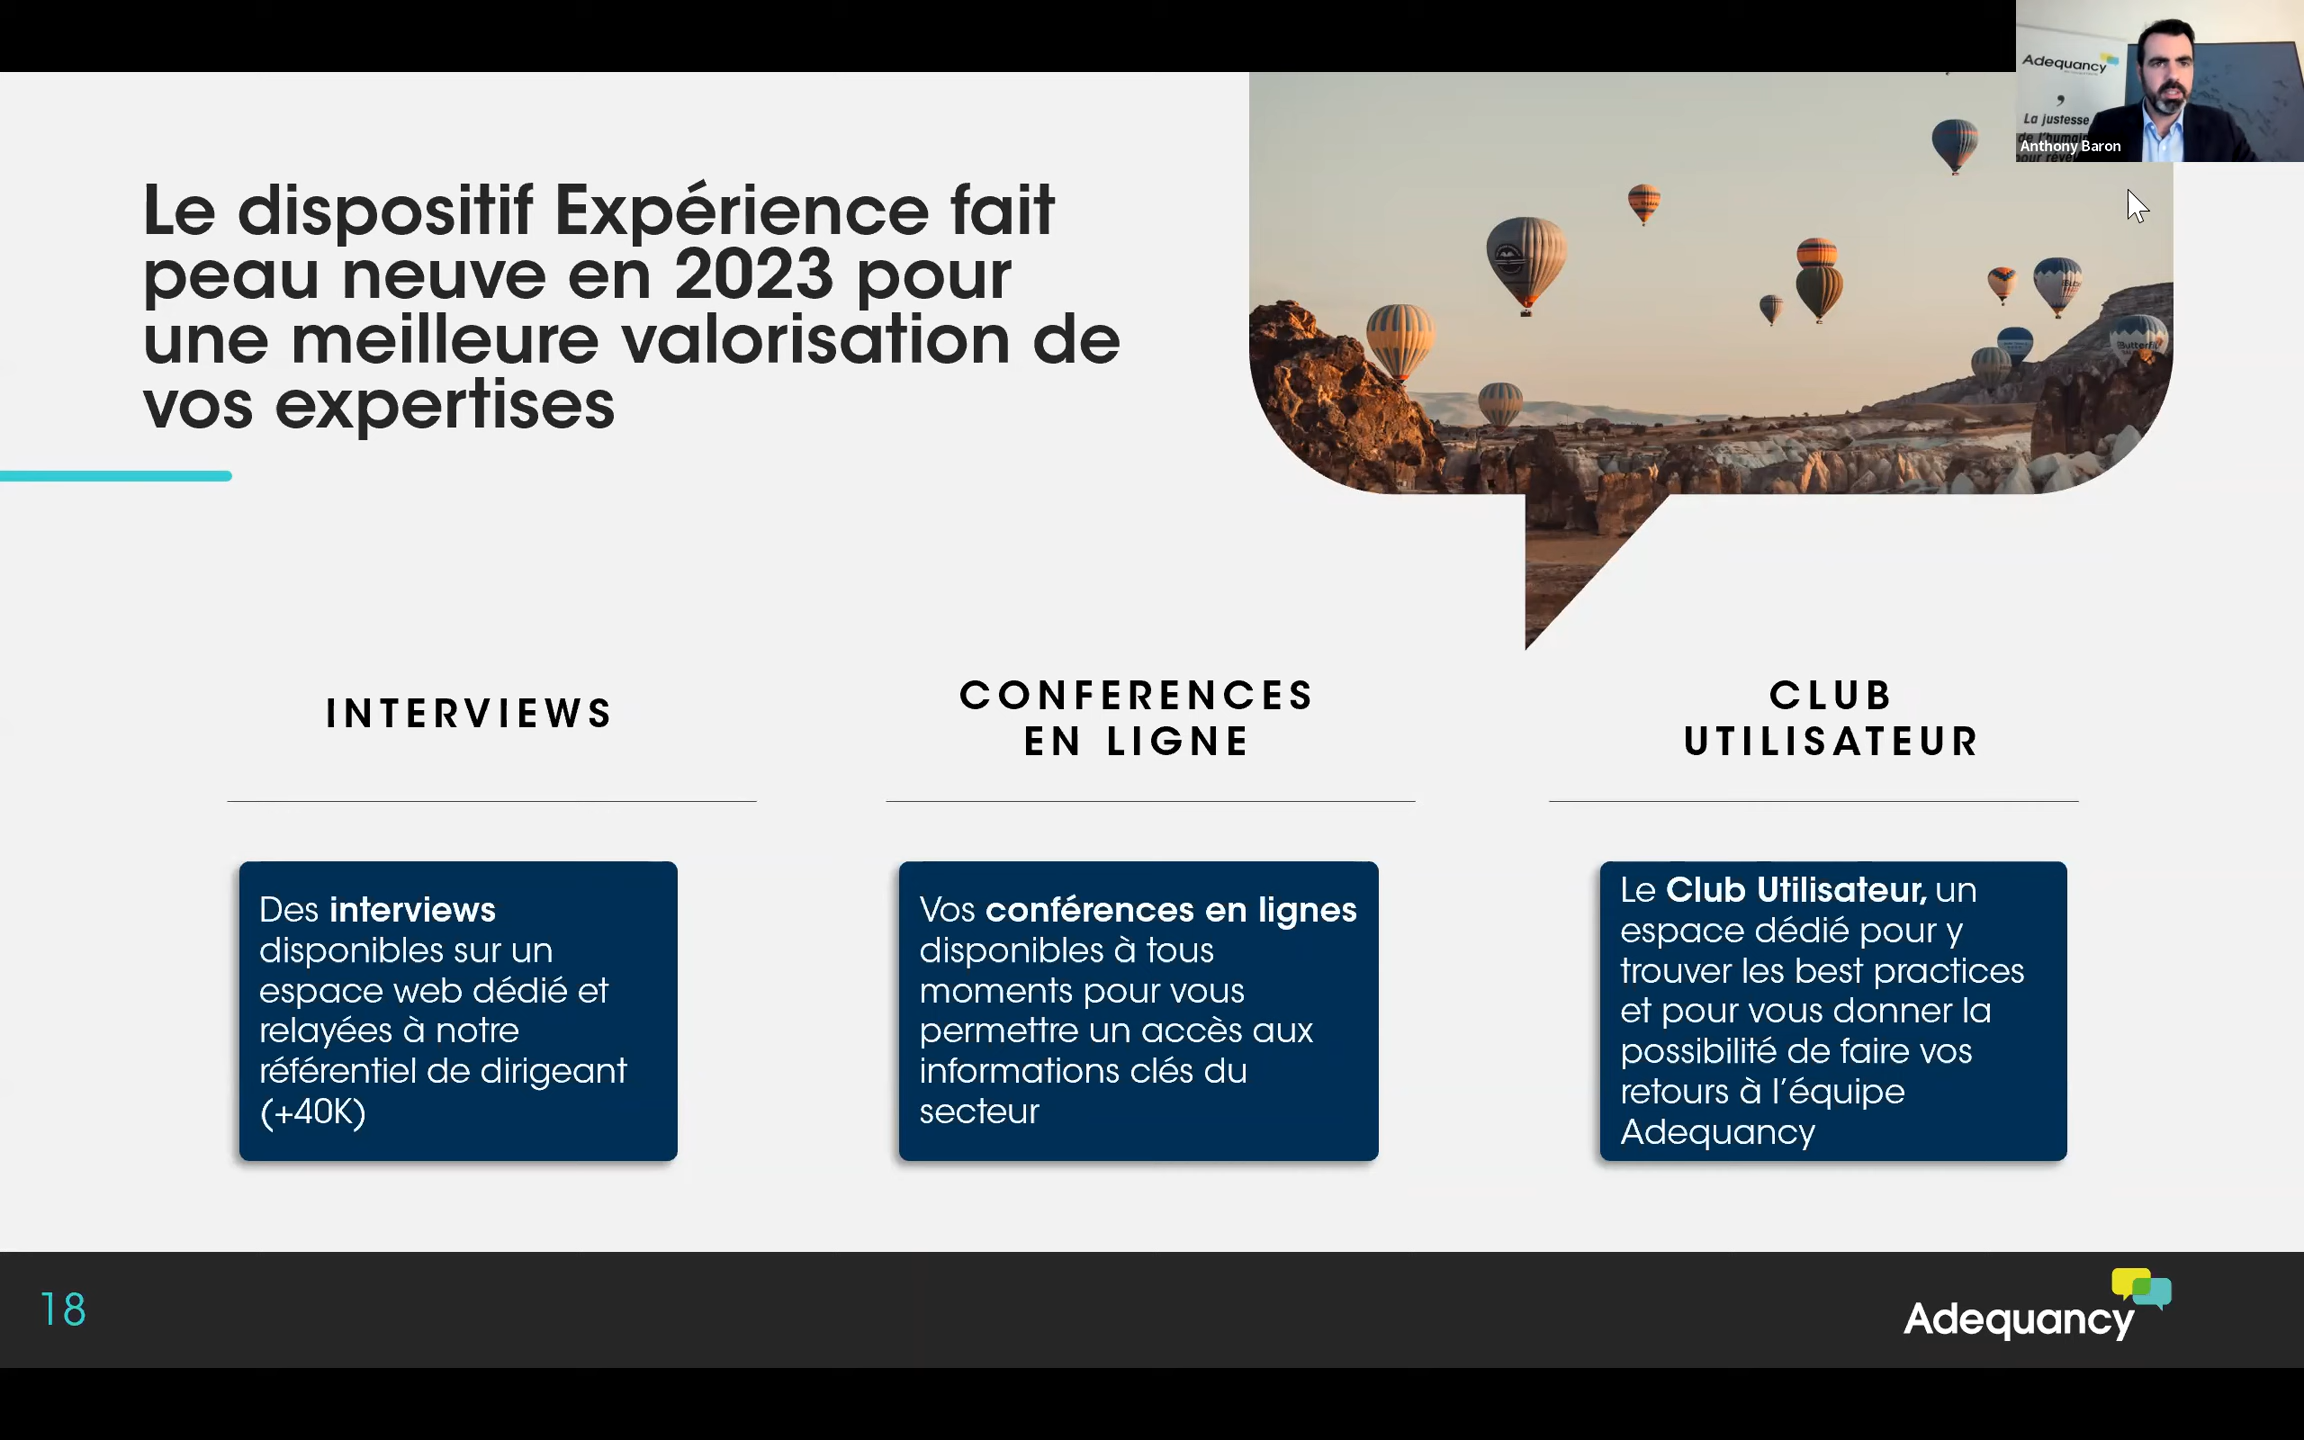 Adequancy
La justesse
de l'humain
pour révé
Anthony Baron
Le dispositif Expérience fait
peau neuve en 2023 pour
une meilleure valorisation de
vos expertises
INTERVIEWS
Des interviews
disponibles sur un
espace web dédié et
relayées à notre
référentiel de dirigeant
(+40K)
CONFERENCES
EN LIGNE
Vos conférences en lignes
disponibles à tous
moments pour vous
permettre un accès aux
informations clés du
secteur
CLUB
UTILISATEUR
Le Club Utilisateur, un
espace dédié pour y
trouver les best practices
et pour vous donner la
possibilité de faire vos
retours à l'équipe
Adequancy
18
Adequancy